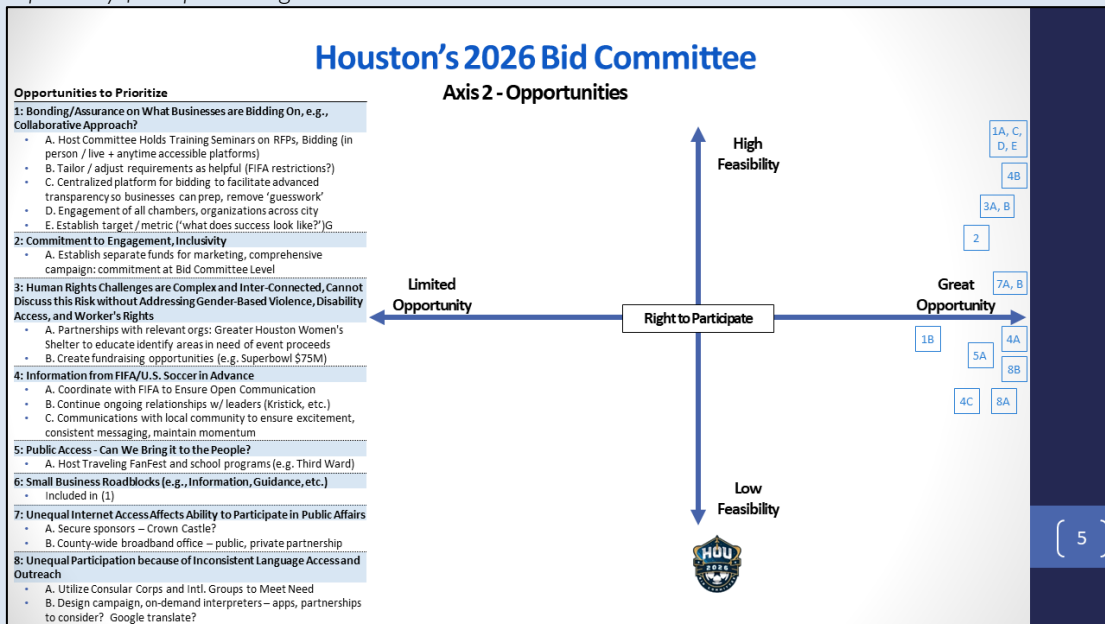 Houston's 2026 Bid Committee
Axis 2 - Opportunities
Opportunities to Prioritize
1: Bonding/Assurance on What Businesses are Bidding On, e.g.,
Collaborative Approach?
• A. Host Committee Holds Training Seminars on RFPs, Bidding (in
person / live + anytime accessible platforms)
• B. Tailor / adjust requirements as helpful (FIFA restrictions?)
• C. Centralized platform for bidding to facilitate advanced
transparency so businesses can prep, remove 'guesswork'
• D. Engagement of all chambers, organizations across city
• E. Establish target / metric ('what does success look like?')G
2: Commitment to Engagement, Inclusivity
• A. Establish separate funds for marketing, comprehensive
campaign: commitment at Bid Committee Level
3: Human Rights Challenges are Complex and Inter-Connected, Cannot
Discuss this Risk without Addressing Gender-Based Violence, Disability
Access, and Worker's Rights
• A. Partnerships with relevant orgs: Greater Houston Women's
Shelter to educate identify areas in need of event proceeds
• B. Create fundraising opportunities (e.g. Superbowl $75M)
4: Information from FIFA/U.S. Soccer in Advance
• A. Coordinate with FIFA to Ensure Open Communication
• B. Continue ongoing relationships w/ leaders (Kristick, etc.)
• C. Communications with local community to ensure excitement,
consistent messaging, maintain momentum
5: Public Access - Can We Bring it to the People?
• A. Host Traveling FanFest and school programs (e.g. Third Ward)
6: Small Business Roadblocks (e.g., Information, Guidance, etc.)
• Included in (1)
7: Unequal Internet Access Affects Ability to Participate in Public Affairs
• A. Secure sponsors – Crown Castle?
• B. County-wide broadband office – public, private partnership
8: Unequal Participation because of Inconsistent Language Access and
Outreach
• A. Utilize Consular Corps and Intl. Groups to Meet Need
• B. Design campaign, on-demand interpreters – apps, partnerships
to consider? Google translate?
High
Feasibility
Limited
Opportunity
Right to Participate
Great
Opportunity
Low
Feasibility
1A, C,
D, E
4B
3A, B
2
7A, B
1B
4A
5A
8B
4C
8A
HOU
2026
5